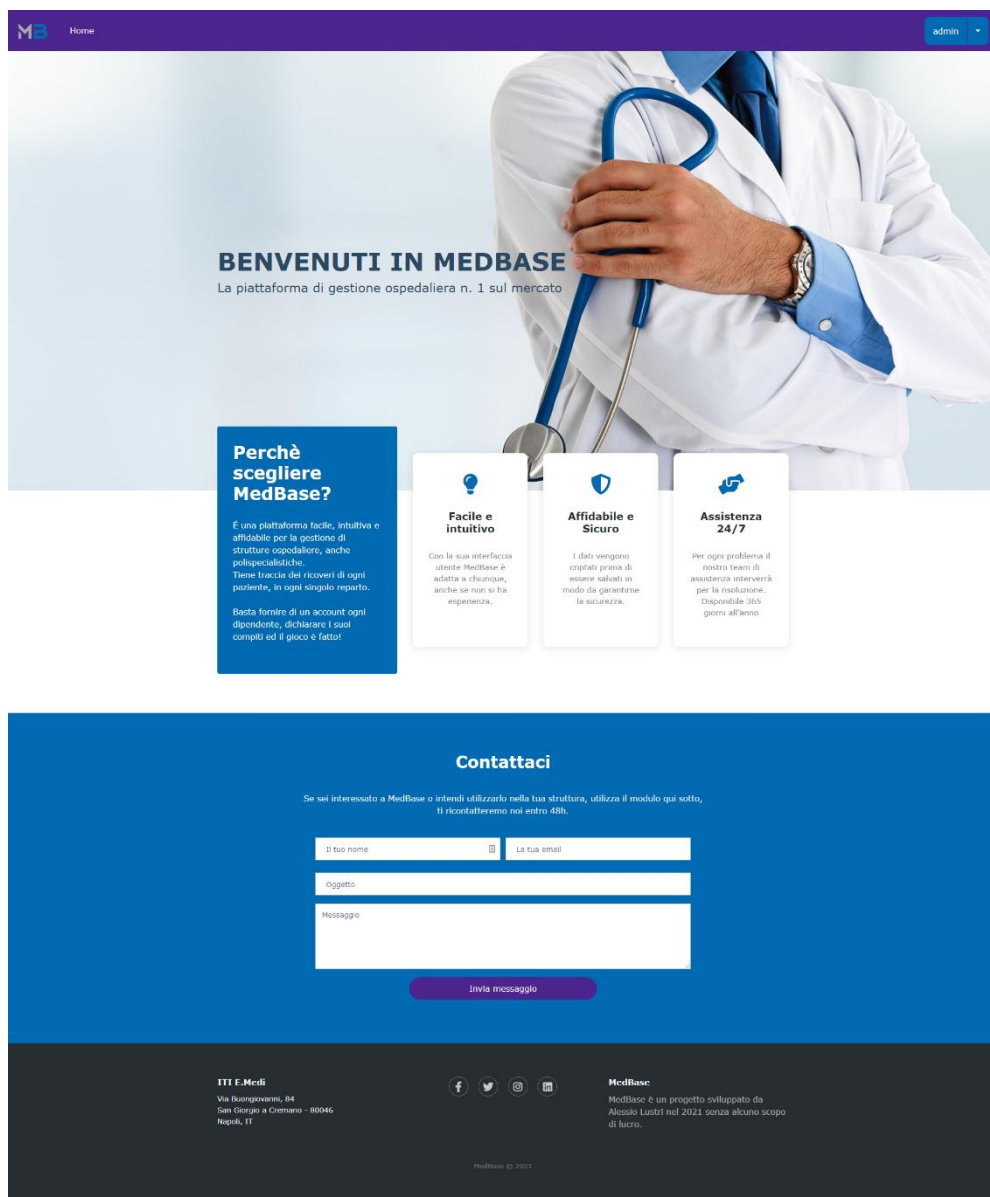 MB
Home
admin
BENVENUTI IN MEDBASE
La piattaforma di gestione ospedaliera n. 1 sul mercato
Perchè
scegliere
MedBase?
É una piattaforma facile, intuitiva e
affidabile per la gestione di
strutture ospedaliere, anche
polispecialistiche.
Tiene traccia dei ricoveri di ogni
paziente, in ogni singolo reparto.
Basta fornire di un account ogni
dipendente, dichiarare i suoi
compiti ed il gioco è fatto!
Facile e
intuitivo
Con la sua interfaccia
utente MedBase è
adatta a chiunque,
anche se non si ha
esperienza.
Affidabile e
Sicuro
I dati vengono
criptati prima di
essere salvati in
modo da garantirne
la sicurezza.
Assistenza
24/7
Per ogni problema il
nostro team di
assistenza interverrà
per la risoluzione.
Disponibile 365
giorni all'anno
Contattaci
Se sei interessato a MedBase o intendi utilizzarlo nella tua struttura, utilizza il modulo qui sotto,
ti ricontatteremo noi entro 48h.
Il tuo nome
La tua email
Oggetto
Messaggio
Invia messaggio
ITI E.Medi
Via Buongiovanni, 84
San Giorgio a Cremano - 80046
Napoli, IT
MedBase
MedBase è un progetto sviluppato da
Alessio Lustri nel 2021 senza alcuno scopo
di lucro.
MedBase © 2021